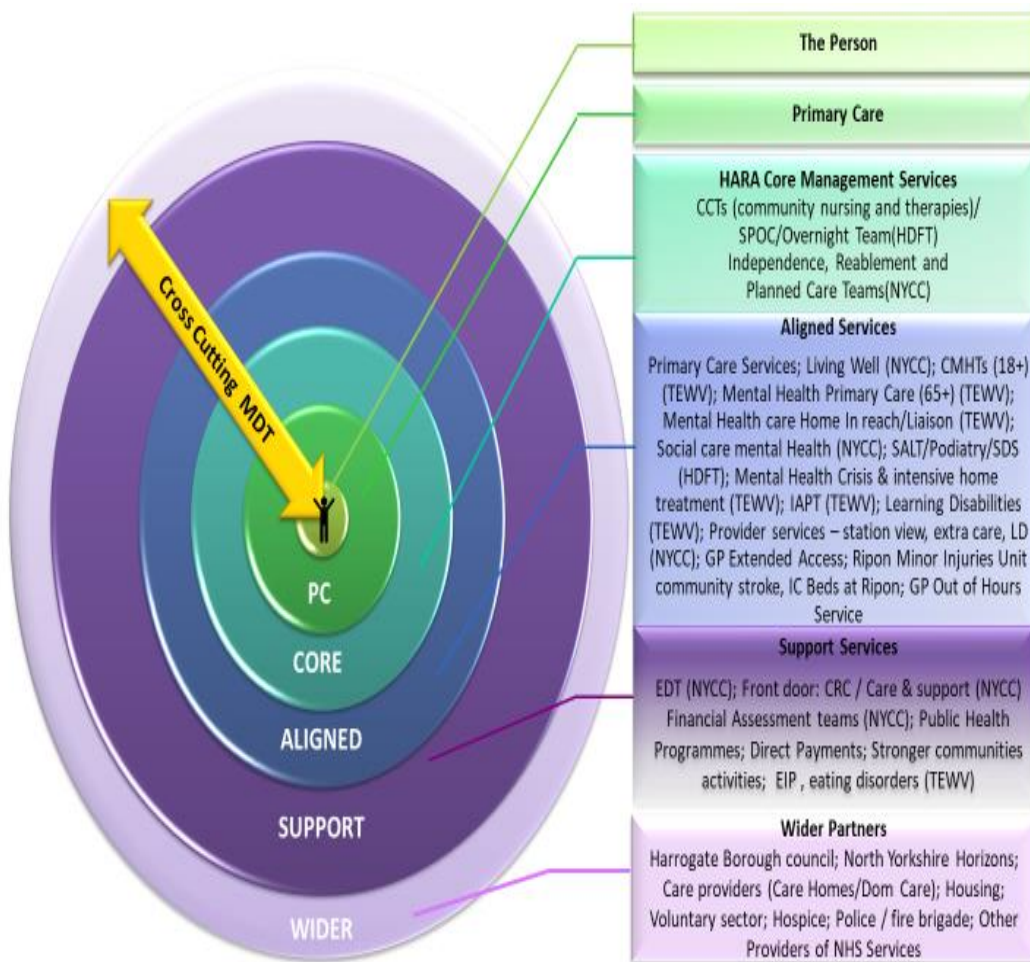 The Person
Primary Care
HARA Core Management Services
CCTs (community nursing and therapies)/
SPOC/Overnight Team(HDFT)
Independence, Reablement and
Planned Care Teams(NYCC)
Aligned Services
Primary Care Services; Living Well (NYCC); CMHTs (18+)
(TEWV); Mental Health Primary Care (65+) (TEWV);
Mental Health care Home In reach/Liaison (TEWV);
Social care mental Health (NYCC); SALT/Podiatry/SDS
(HDFT); Mental Health Crisis & intensive home
treatment (TEWV); IAPT (TEWV); Learning Disabilities
(TEWV); Provider services – station view, extra care, LD
(NYCC); GP Extended Access; Ripon Minor Injuries Unit
community stroke, IC Beds at Ripon; GP Out of Hours
Service
Support Services
EDT (NYCC); Front door: CRC / Care & support (NYCC)
Financial Assessment teams (NYCC); Public Health
Programmes; Direct Payments; Stronger communities
activities; EIP , eating disorders (TEWV)
Wider Partners
Harrogate Borough council; North Yorkshire Horizons;
Care providers (Care Homes/Dom Care); Housing;
Voluntary sector; Hospice; Police / fire brigade; Other
Providers of NHS Services
Cross Cutting MDT
PC
CORE
ALIGNED
SUPPORT
WIDER